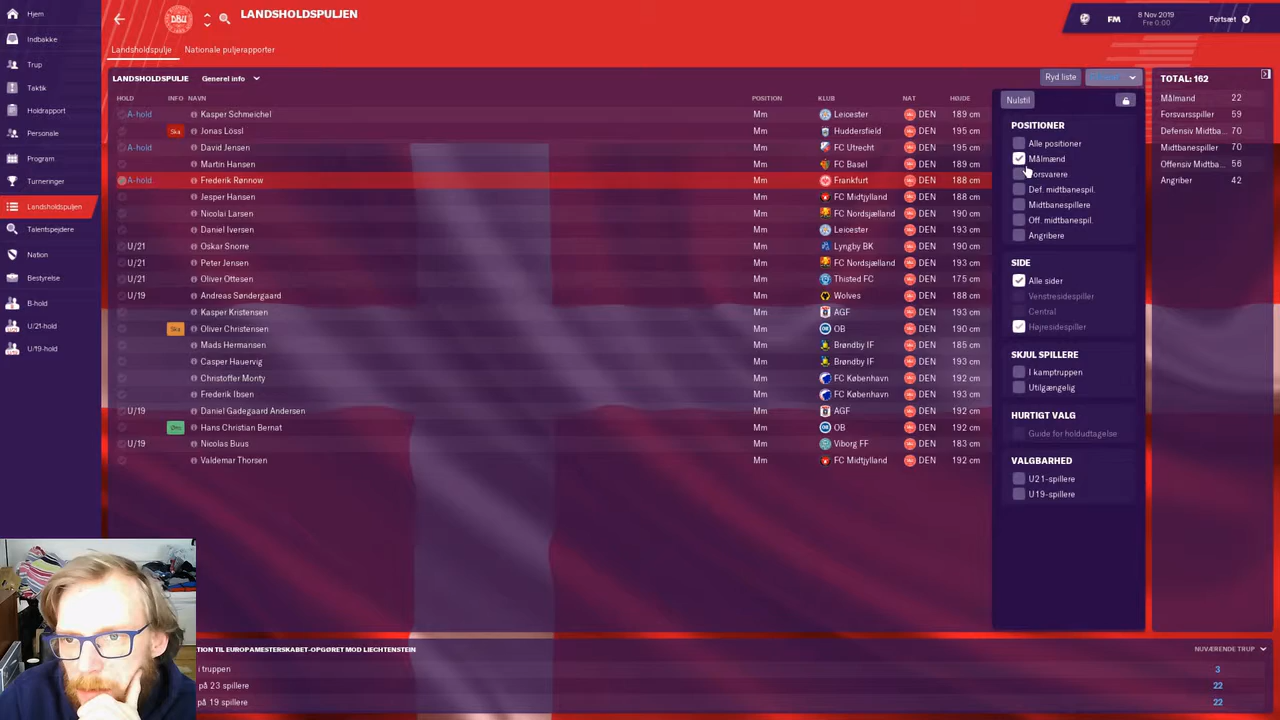 Hjem
Indbakke
Trup
Taktik
Holdrapport
Personale
Program
Turneringer
Landsholdspuljen
Talentspejdere
Nation
Bestyrelse
B-hold
U/21-hold
U/19-hold
DBU
LANDSHOLDSPULJEN
FM
8 Nov 2019
Fre 0:00
Fortsæt
Landsholdspulje Nationale puljerapporter
LANDSHOLDSPULJE Generel info
Ryd liste
HOLD INFO NAVN POSITION KLUB NAT HØJDE
A-hold Kasper Schmeichel Mm Leicester DEN 189 cm
Ska Jonas Lössl Mm Huddersfield DEN 195 cm
A-hold David Jensen Mm FC Utrecht DEN 195 cm
Martin Hansen Mm FC Basel DEN 189 cm
A-hold Frederik Rønnow Mm Frankfurt DEN 188 cm
Jesper Hansen Mm FC Midtjylland DEN 188 cm
Nicolai Larsen Mm FC Nordsjælland DEN 190 cm
Daniel Iversen Mm Leicester DEN 193 cm
U/21 Oskar Snorre Mm Lyngby BK DEN 190 cm
U/21 Peter Jensen Mm FC Nordsjælland DEN 193 cm
U/21 Oliver Ottesen Mm Thisted FC DEN 175 cm
U/19 Andreas Søndergaard Mm Wolves DEN 188 cm
Kasper Kristensen Mm AGF DEN 193 cm
Ska Oliver Christensen Mm OB DEN 190 cm
Mads Hermansen Mm Brøndby IF DEN 185 cm
Casper Hauervig Mm Brøndby IF DEN 193 cm
Christoffer Monty Mm FC København DEN 192 cm
Frederik Ibsen Mm FC København DEN 193 cm
U/19 Daniel Gadegaard Andersen Mm AGF DEN 192 cm
Hans Christian Bernat Mm OB DEN 192 cm
U/19 Nicolas Buus Mm Viborg FF DEN 183 cm
Valdemar Thorsen Mm FC Midtjylland DEN 192 cm
Nulstil
POSITIONER
Alle positioner
Målmænd
Forsvarere
Def. midtbanespil.
Midtbanespillere
Off. midtbanespil.
Angribere
SIDE
Alle sider
Venstresidespiller
Central
Højresidespiller
SKJUL SPILLERE
I kamptruppen
Utilgængelig
HURTIGT VALG
Guide for holdudtagelse
VALGBARHED
U21-spillere
U19-spillere
TOTAL: 162
Målmand 22
Forsvarsspiller 59
Defensiv Midtba... 70
Midtbanespiller 70
Offensiv Midtba... 56
Angriber 42
TION TIL EUROPAMESTERSKABET-OPGØRET MOD LIECHTENSTEIN NUVÆRENDE TRUP
i truppen 3
på 23 spillere 22
på 19 spillere 22